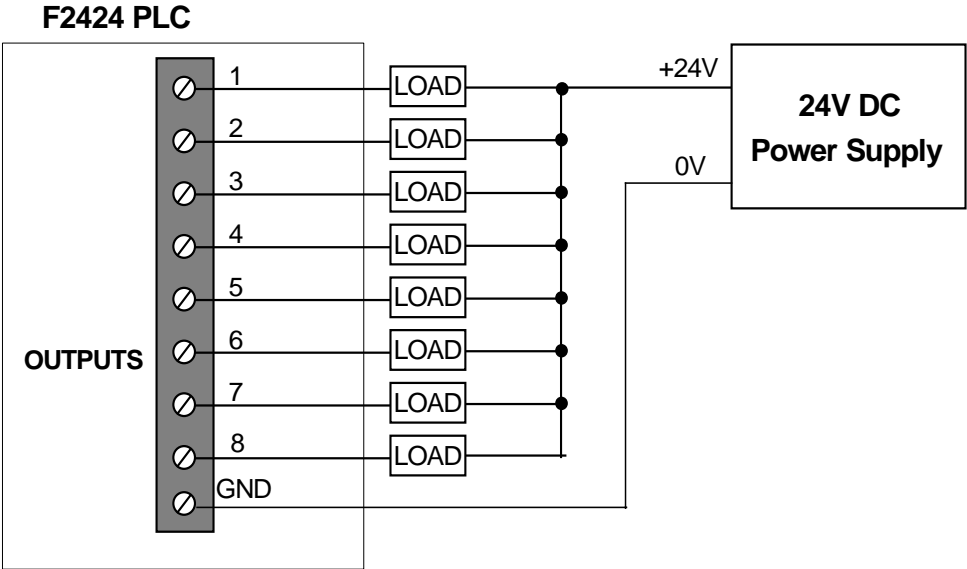 F2424 PLC
1 LOAD +24V
24V DC
2 LOAD
Power Supply
3 LOAD 0V
4 LOAD
5 LOAD
6 LOAD
OUTPUTS
7 LOAD
8 LOAD
GND